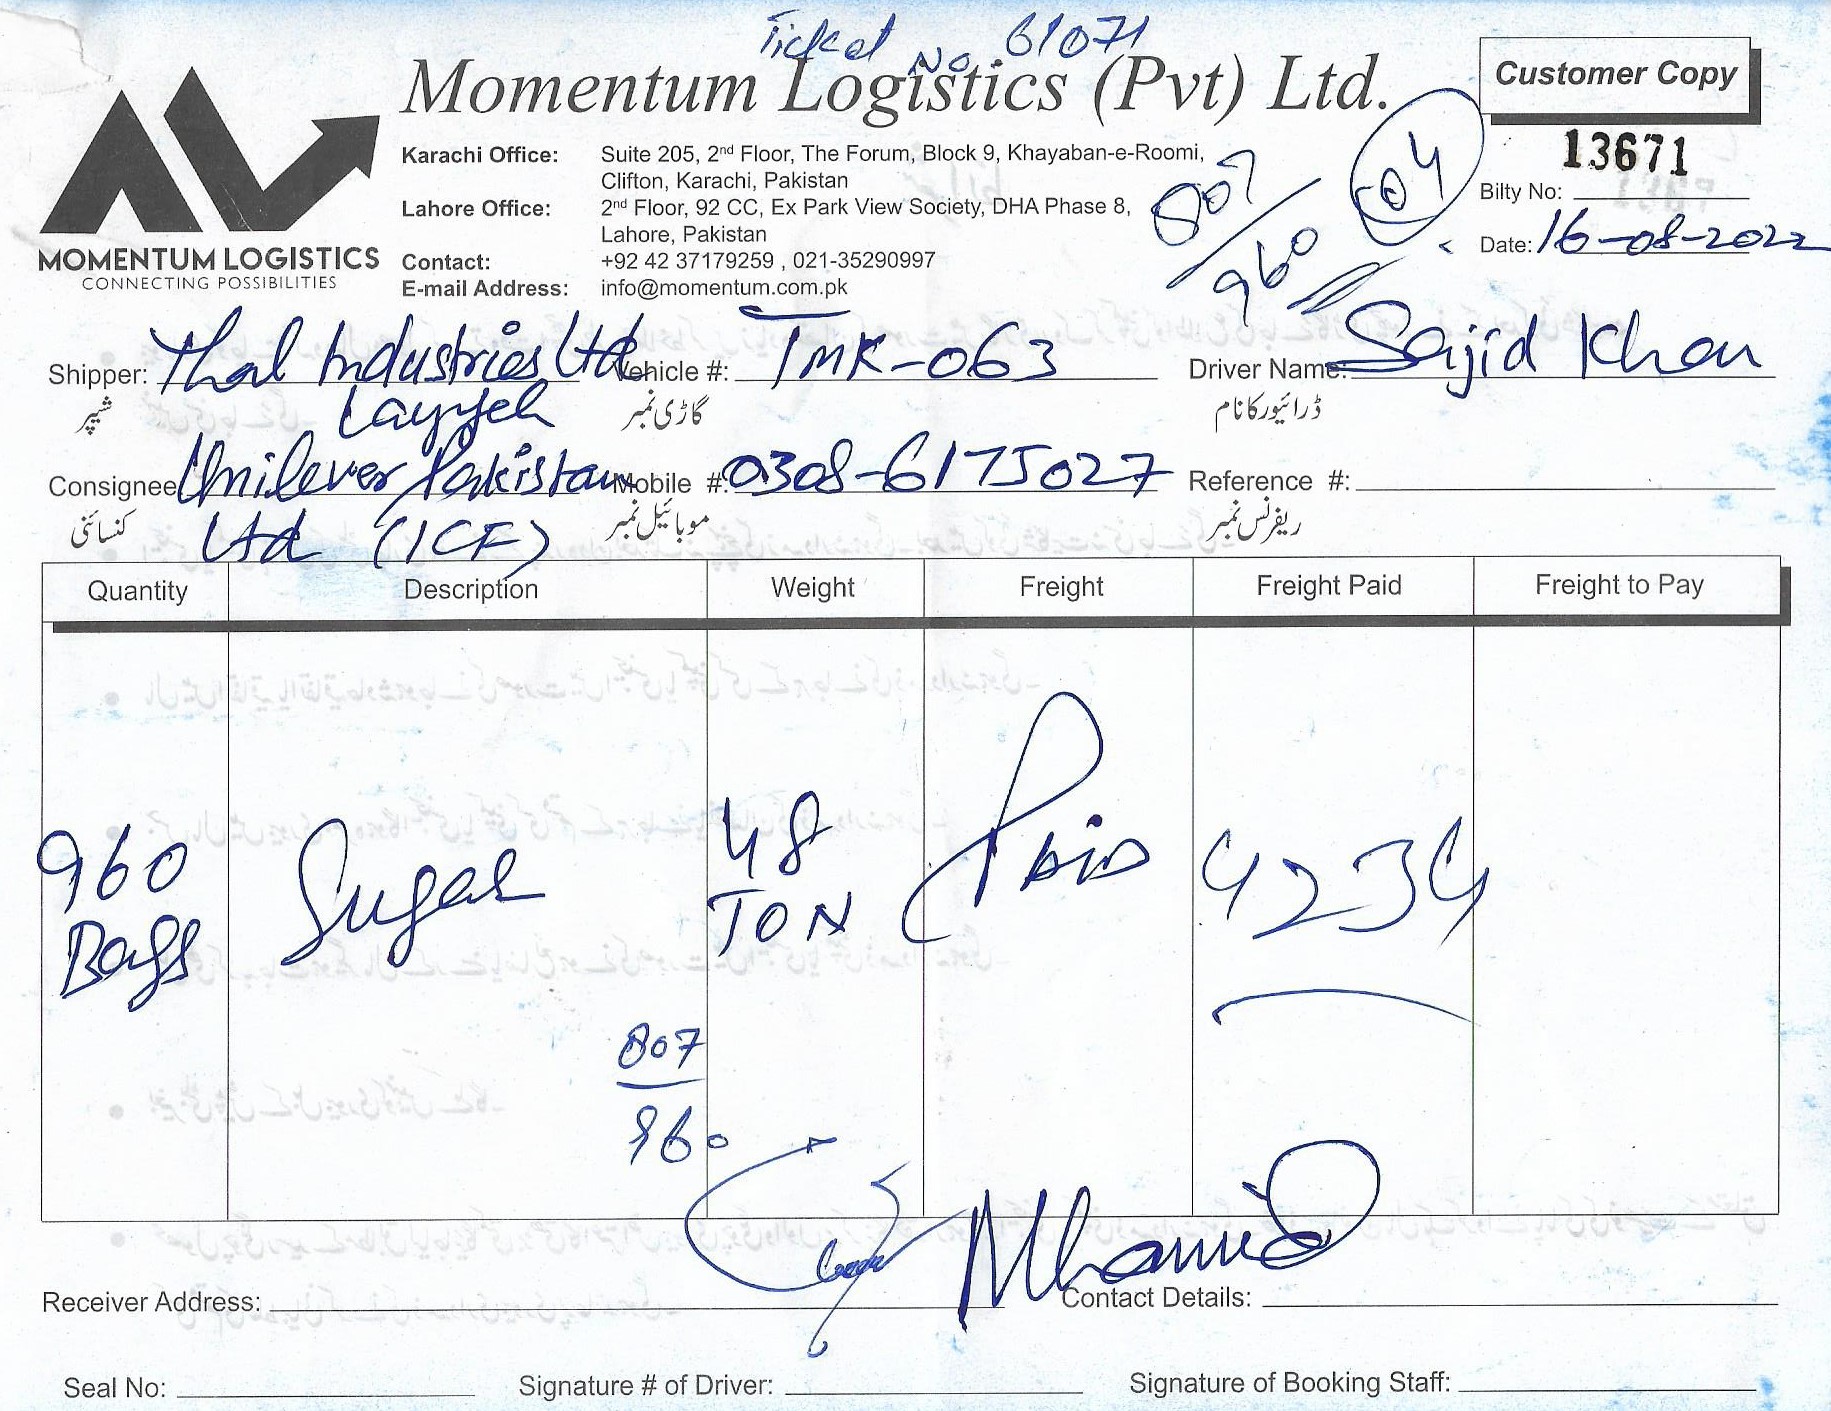 Ticket No. 61071
Momentum Logistics (Pvt) Ltd.
Customer Copy
MOMENTUM LOGISTICS
CONNECTING POSSIBILITIES
Karachi Office: Suite 205, 2nd Floor, The Forum, Block 9, Khayaban-e-Roomi,
Clifton, Karachi, Pakistan
Lahore Office: 2nd Floor, 92 CC, Ex Park View Society, DHA Phase 8,
Lahore, Pakistan
Contact: +92 42 37179259 , 021-35290997
E-mail Address: info@momentum.com.pk
807/960
04
13671
Bilty No:
Date: 16-08-2022
Shipper: Thal Industries Ltd Vehicle #: TMK-063 Driver Name: Sajid Khan
شیپر Layyah گاڑی نمبر ڈرائیور کا نام
Consignee Unilever Pakistan Mobile #: 0308-6175027 Reference #:
کنسائنی Ltd (ICF) موبائیل نمبر ریفرنس نمبر
Quantity Description Weight Freight Freight Paid Freight to Pay
960 Bags Sugar 48 TON Paid 4234
807
960
Receiver Address: Contact Details:
Seal No: Signature # of Driver: Signature of Booking Staff: